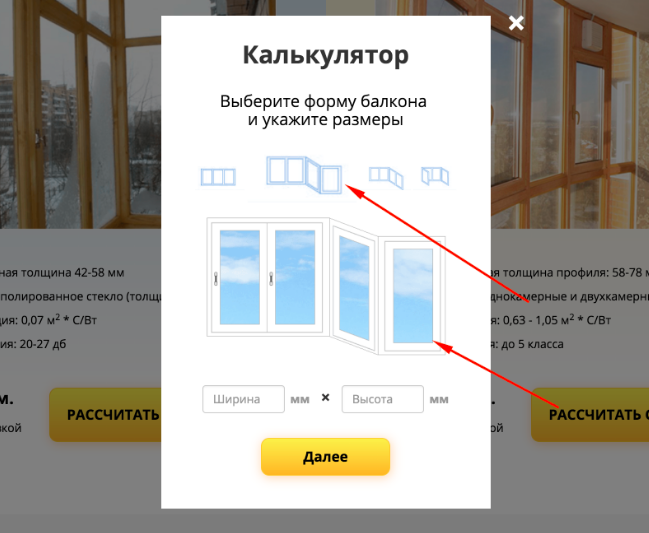 Калькулятор
Выберите форму балкона
и укажите размеры
ная толщина 42-58 мм
полированное стекло (толщи
ия: 0,07 м² * С/Вт
ия: 20-27 дб
м.
вкой
РАССЧИТАТЬ
я толщина профиля: 58-78 м
днокамерные и двухкамерн
: 0,63 - 1,05 м² * С/Вт
я: до 5 класса
.
ой
РАССЧИТАТЬ С
Ширина мм × Высота мм
Далее